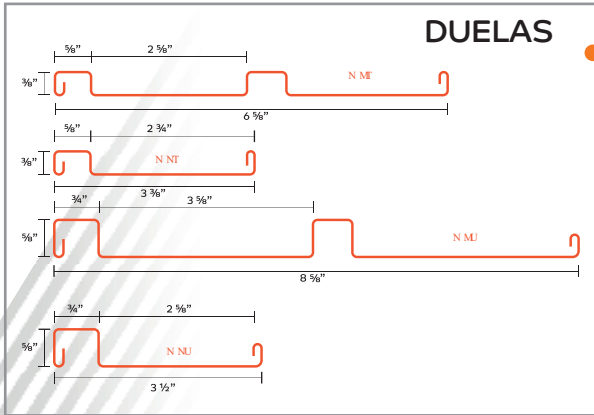 DUELAS
⅝” 2 ⅝”
⅜”
N MT
6 ⅝”
⅝” 2 ¾”
⅜”
N NT
3 ⅜”
¾” 3 ⅝”
⅝”
N MU
8 ⅝”
¾” 2 ⅝”
⅝”
N NU
3 ½”